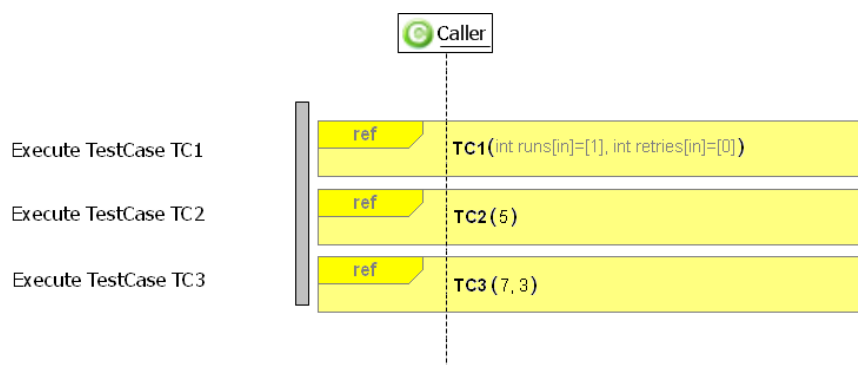 C Caller
Execute TestCase TC1
ref
TC1(int runs[in]=[1], int retries[in]=[0])
Execute TestCase TC2
ref
TC2(5)
Execute TestCase TC3
ref
TC3(7, 3)